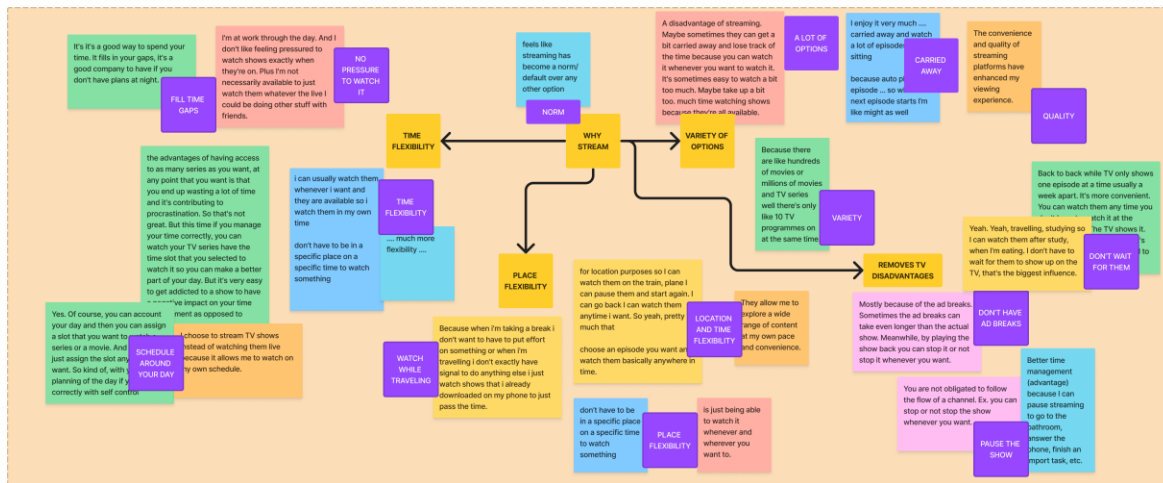 It's it's a good way to spend your
time. It fills in your gaps, it's a
good company to have if you
don't have plans at night.
FILL TIME
GAPS
I'm at work through the day. And I
don't like feeling pressured to
watch shows exactly when
they're on. Plus I'm not
necessarily available to just
watch them whatever the live I
could be doing other stuff with
friends.
NO
PRESSURE
TO WATCH
IT
feels like
streaming has
become a norm/
default over any
other option
NORM
A disadvantage of streaming.
Maybe sometimes they can get a
bit carried away and lose track of
the time because you can watch
it whenever you want to watch it.
It's sometimes easy to watch a bit
too much. Maybe take up a bit
too. much time watching shows
because they're all available.
A LOT OF
OPTIONS
I enjoy it very much ....
carried away and watch
a lot of episode
sitting
because auto pl
episode ... so w
next episode starts I'm
like might as well
CARRIED
AWAY
The convenience
and quality of
streaming
platforms have
enhanced my
viewing
experience.
QUALITY
TIME
FLEXIBILITY
WHY
STREAM
VARIETY OF
OPTIONS
the advantages of having access
to as many series as you want, at
any point that you want is that
you end up wasting a lot of time
and it's contributing to
procrastination. So that's not
great. But this time if you manage
your time correctly, you can
watch your TV series have the
time slot that you selected to
watch it so you can make a better
part of your day. But it's very easy
to get addicted to a show to have
a negative impact on your time
ment as opposed to
i can usually watch them
whenever i want and
they are available so i
watch them in my own
time
don't have to be in a
specific place on a
specific time to watch
something
TIME
FLEXIBILITY
.... much more
flexibility ....
Because there
are like hundreds
of movies or
millions of movies
and TV series
well there's only
like 10 TV
programmes on
at the same time.
VARIETY
Back to back while TV only shows
one episode at a time usually a
week apart. It's more convenient.
You can watch them any time you
Yeah. Yeah, travelling, studying so
I can watch them after study,
when I'm eating. I don't have to
wait for them to show up on the
TV, that's the biggest influence.
DON'T WAIT
FOR THEM
PLACE
FLEXIBILITY
REMOVES TV
DISADVANTAGES
for location purposes so I can
watch them on the train, plane I
can pause them and start again. I
can go back I can watch them
anytime i want. So yeah, pretty
much that
choose an episode you want and
watch them basically anywhere in
time.
LOCATION
AND TIME
FLEXIBILITY
They allow me to
explore a wide
range of content
at my own pace
and convenience.
Mostly because of the ad breaks.
Sometimes the ad breaks can
take even longer than the actual
show. Meanwhile, by playing the
show back you can stop it or not
stop it whenever you want.
DON'T HAVE
AD BREAKS
Yes. Of course, you can account
your day and then you can assign
a slot that you want to
series or a movie. And
just assign the slot any
want. So kind of, with y
planning of the day if y
correctly with self control
SCHEDULE
AROUND
YOUR DAY
I choose to stream TV shows
instead of watching them live
because it allows me to watch on
my own schedule.
Because when i'm taking a break i
don't want to have to put effort
on something or when i'm
travelling i don't exactly have
signal to do anything else i just
watch shows that i already
downloaded on my phone to just
pass the time.
WATCH
WHILE
TRAVELING
don't have to be
in a specific place
on a specific time
to watch
something
PLACE
FLEXIBILITY
is just being able
to watch it
whenever and
wherever you
want to.
You are not obligated to follow
the flow of a channel. Ex. you can
stop or not stop the show
whenever you want.
PAUSE THE
SHOW
Better time
management
(advantage)
because I can
pause streaming
to go to the
bathroom,
answer the
phone, finish an
import task, etc.